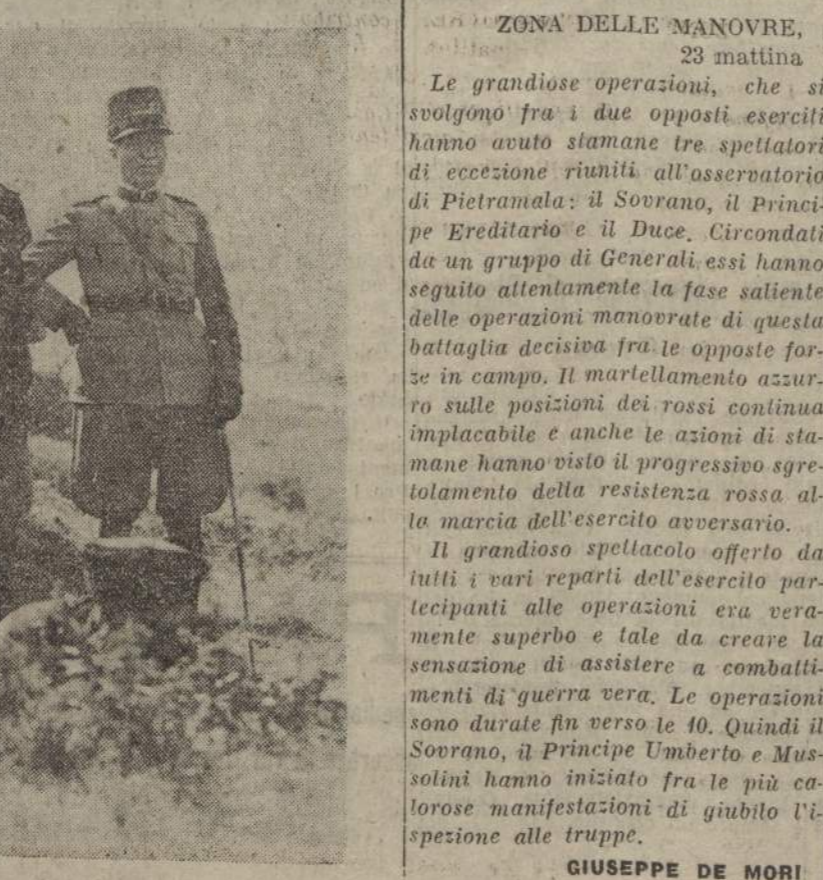 ZONA DELLE MANOVRE,
23 mattina
Le grandiose operazioni, che si
svolgono fra i due opposti eserciti
hanno avuto stamane tre spettatori
di eccezione riuniti all'osservatorio
di Pietramala: il Sovrano, il Princi-
pe Ereditario e il Duce. Circondati
da un gruppo di Generali essi hanno
seguito attentamente la fase saliente
delle operazioni manovrate di questa
battaglia decisiva fra le opposte for-
ze in campo. Il martellamento azzur-
ro sulle posizioni dei rossi continua
implacabile e anche le azioni di sta-
mane hanno visto il progressivo sgre-
tolamento della resistenza rossa al-
la marcia dell'esercito avversario.
Il grandioso spettacolo offerto da
tutti i vari reparti dell'esercito par-
tecipanti alle operazioni era vera-
mente superbo e tale da creare la
sensazione di assistere a combatti-
menti di guerra vera. Le operazioni
sono durate fin verso le 10. Quindi il
Sovrano, il Principe Umberto e Mus-
solini hanno iniziato fra le più ca-
lorose manifestazioni di giubilo l'i-
spezione alle truppe.
GIUSEPPE DE MORI